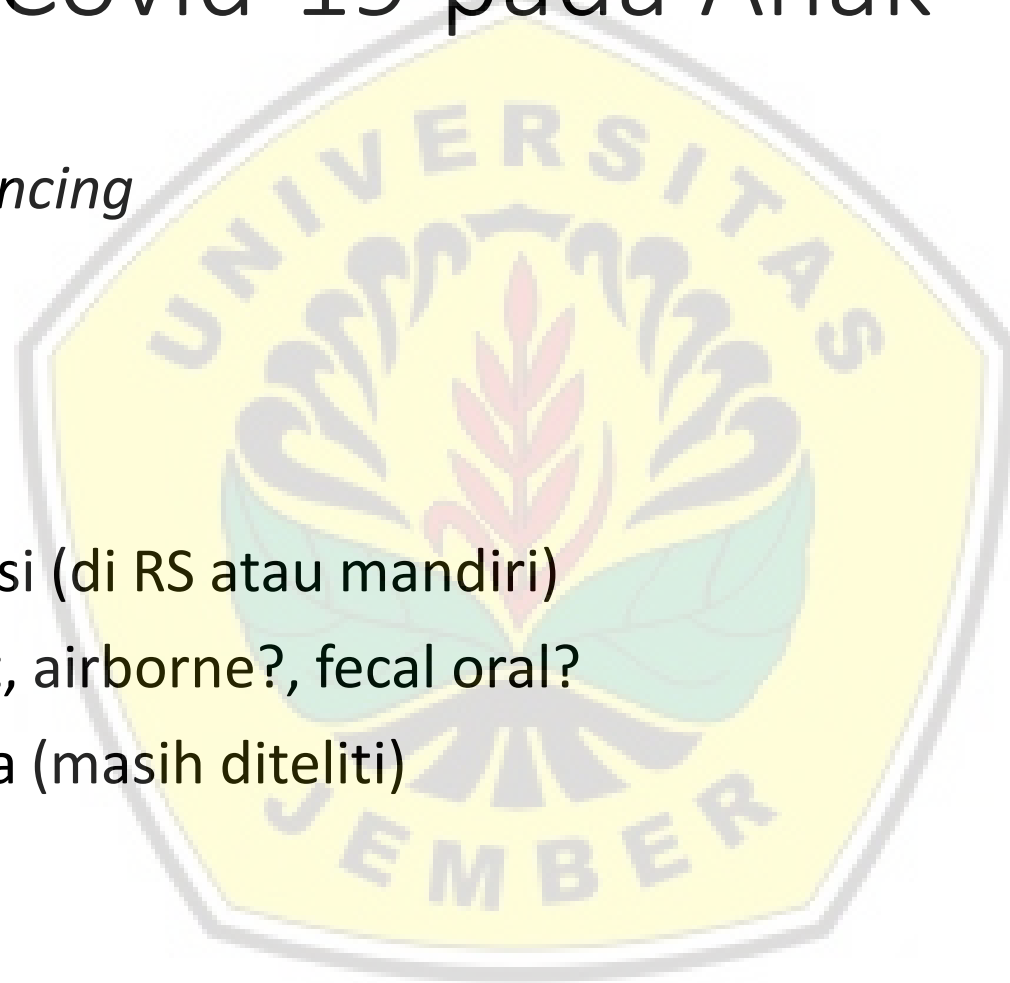 Covid-19 pada Anak
ncing
UNIVERSITAS
si (di RS atau mandiri)
, airborne?, fecal oral?
a (masih diteliti)
JEMBER